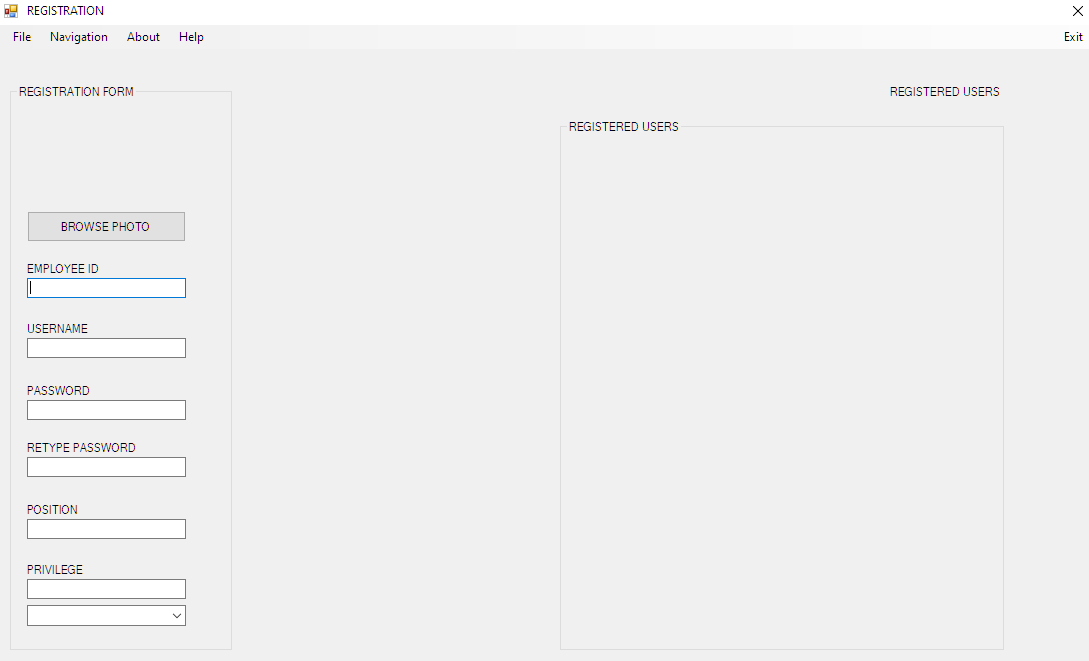 REGISTRATION
File Navigation About Help Exit
REGISTRATION FORM
BROWSE PHOTO
EMPLOYEE ID
USERNAME
PASSWORD
RETYPE PASSWORD
POSITION
PRIVILEGE
REGISTERED USERS
REGISTERED USERS